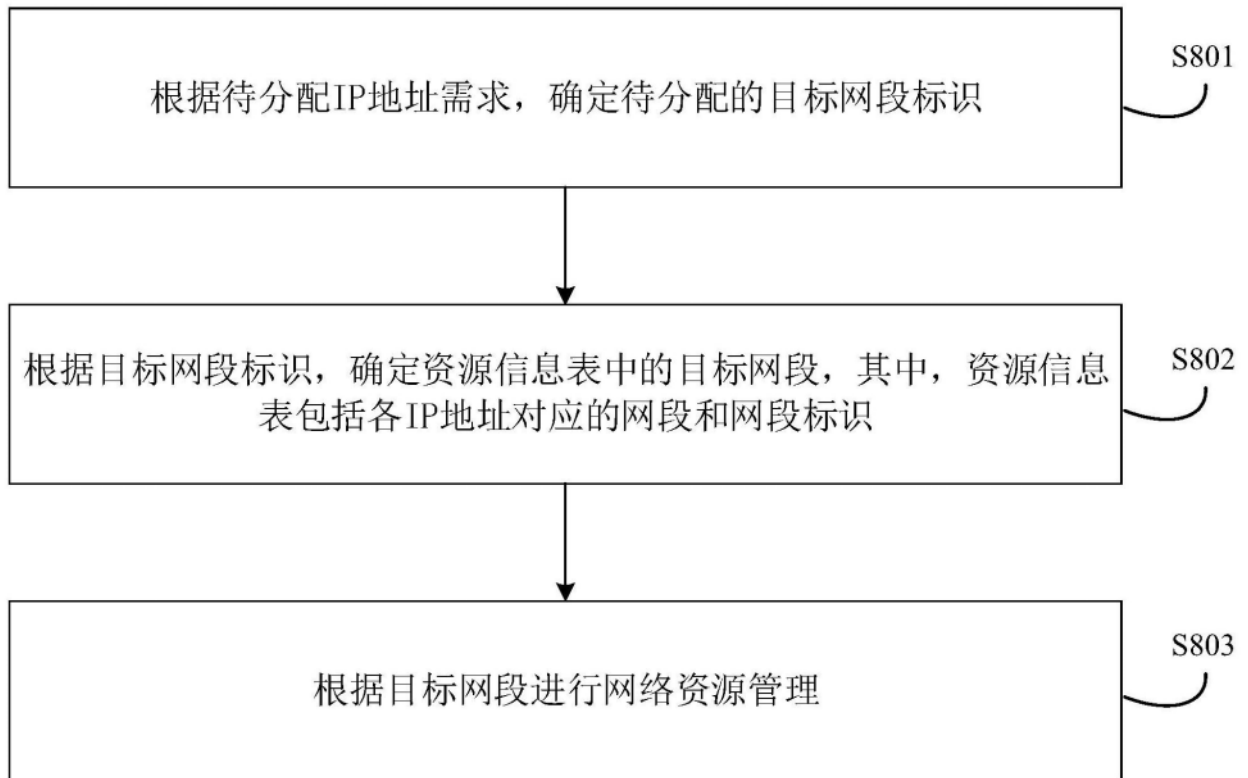 S801
根据待分配IP地址需求，确定待分配的目标网段标识
S802
根据目标网段标识，确定资源信息表中的目标网段，其中，资源信息
表包括各IP地址对应的网段和网段标识
S803
根据目标网段进行网络资源管理